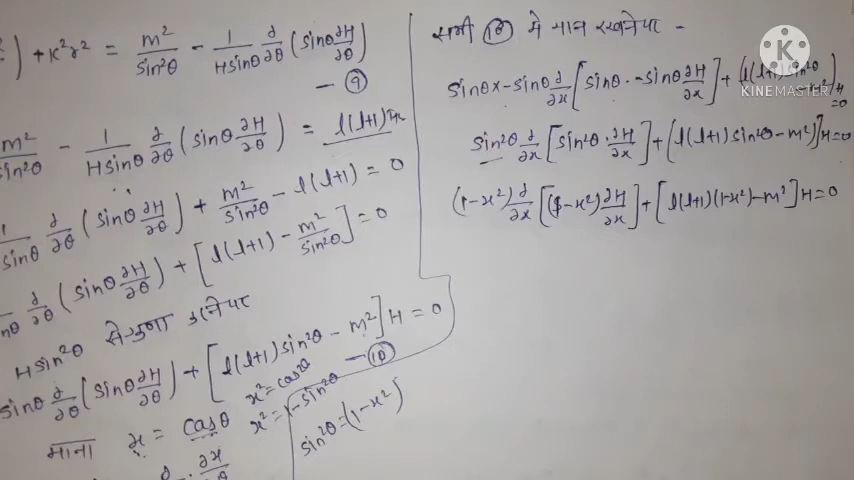 ) + k²r² = m²/sin²θ - 1/(H sinθ) ∂/∂θ (sinθ ∂H/∂θ)
— ⑨
m²/sin²θ - 1/(H sinθ) ∂/∂θ (sinθ ∂H/∂θ) = l(l+1)
1/sinθ ∂/∂θ (sinθ ∂H/∂θ) + m²/sin²θ - l(l+1) = 0
∂/∂θ (sinθ ∂H/∂θ) + [l(l+1) - m²/sin²θ] = 0
H sin²θ से गुणा करनेपर
sinθ ∂/∂θ (sinθ ∂H/∂θ) + [l(l+1) sin²θ - m²] H = 0
— ⑩
माना x = cosθ
x² = cos²θ
x² = 1 - sin²θ
sin²θ = (1-x²)
∂/ . ∂x/∂θ
समी ⑩ मे मान रखनेपर -
sinθ x - sinθ ∂/∂x [sinθ · -sinθ ∂H/∂x] + (l(l+1) sin²θ - m²) H = 0
sin²θ ∂/∂x [sin²θ · ∂H/∂x] + [l(l+1) sin²θ - m²] H = 0
(1-x²) ∂/∂x [(1-x²) ∂H/∂x] + [l(l+1)(1-x²) - m²] H = 0
KINEMASTER